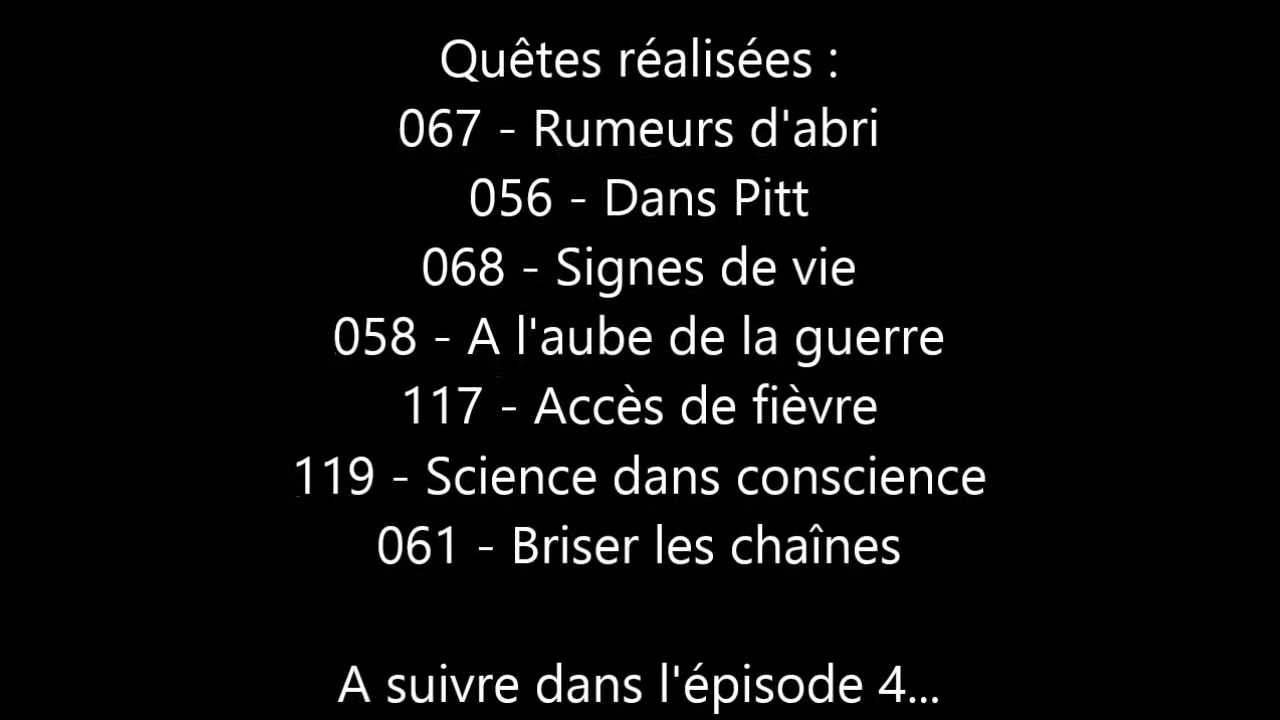 Quêtes réalisées :
067 - Rumeurs d'abri
056 - Dans Pitt
068 - Signes de vie
058 - A l'aube de la guerre
117 - Accès de fièvre
119 - Science dans conscience
061 - Briser les chaînes
A suivre dans l'épisode 4...